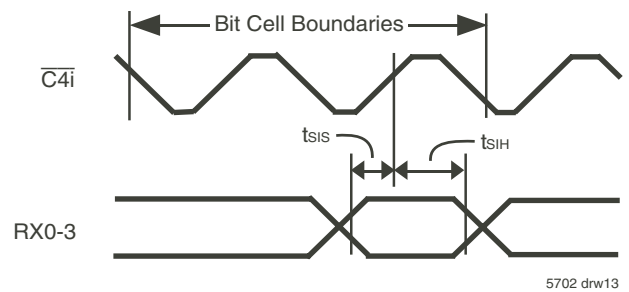 Bit Cell Boundaries
C4i
tSIS
tSIH
RX0-3
5702 drw13